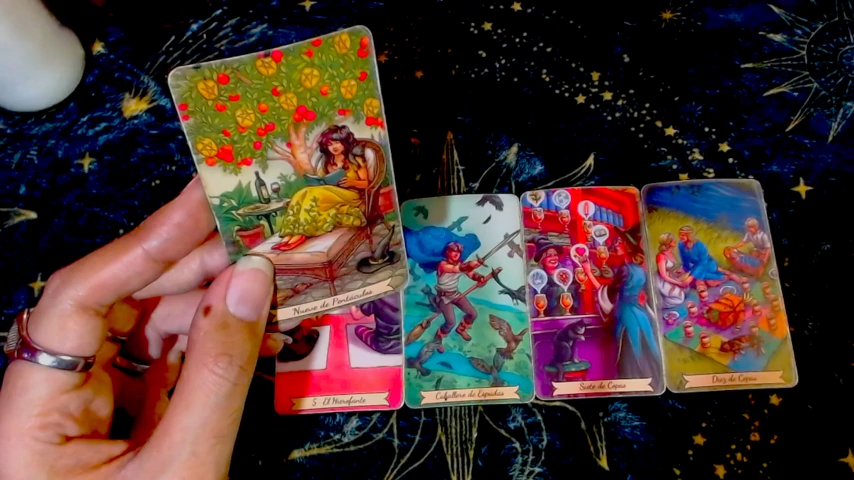 Nueve de Pentáculos
5 El Hierofante
Caballero de Espadas
Siete de Copas
Diez de Copas